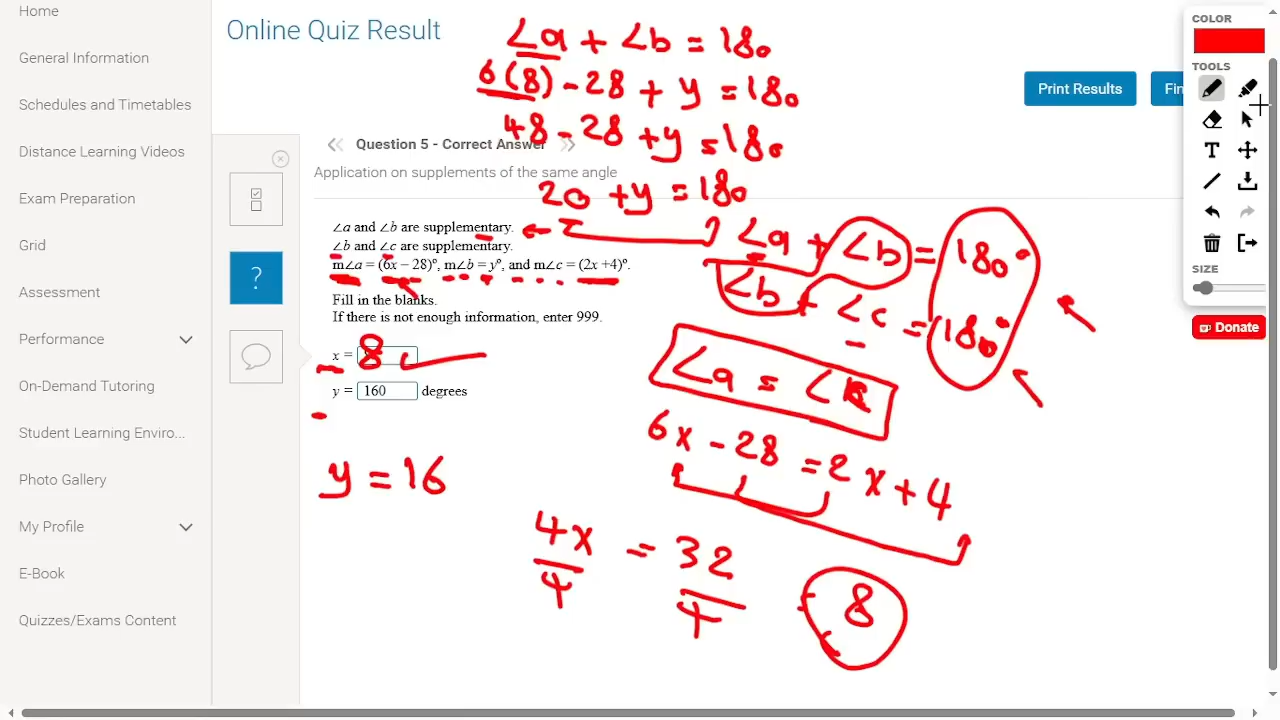 Home
General Information
Schedules and Timetables
Distance Learning Videos
Exam Preparation
Grid
Assessment
Performance
On-Demand Tutoring
Student Learning Enviro...
Photo Gallery
My Profile
E-Book
Quizzes/Exams Content
Online Quiz Result
Print Results
Fin
Question 5 - Correct Answer
Application on supplements of the same angle
∠a and ∠b are supplementary.
∠b and ∠c are supplementary.
m∠a = (6x − 28)°, m∠b = y°, and m∠c = (2x +4)°.
Fill in the blanks.
If there is not enough information, enter 999.
x = 8
y = 160 degrees
y = 16
∠a + ∠b = 180
6(8) - 28 + y = 180
48 - 28 + y = 180
20 + y = 180
∠a + ∠b = 180°
∠b + ∠c = 180°
∠a = ∠
6x - 28 = 2x + 4
4x = 32
4 4
8
COLOR
TOOLS
T
SIZE
Donate